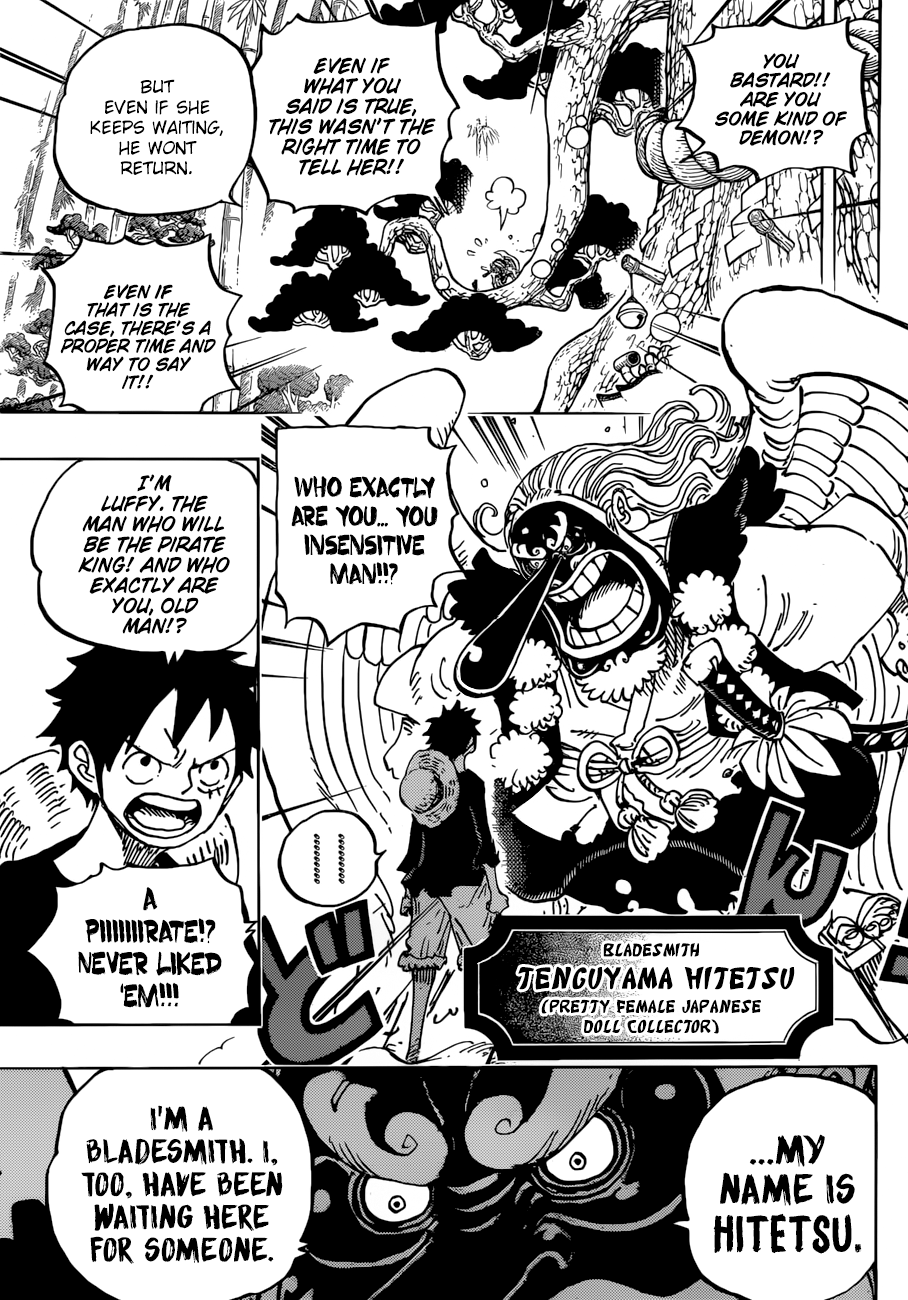 YOU
BASTARD!!
ARE YOU
SOME KIND OF
DEMON!?
EVEN IF
WHAT YOU
SAID IS TRUE,
THIS WASN'T THE
RIGHT TIME TO
TELL HER!!
BUT
EVEN IF SHE
KEEPS WAITING,
HE WONT
RETURN.
EVEN IF
THAT IS THE
CASE, THERE'S A
PROPER TIME AND
WAY TO SAY
IT!!
WHO EXACTLY
ARE YOU... YOU
INSENSITIVE
MAN!!?
ドん
BLADESMITH
TENGUYAMA HITETSU
(PRETTY FEMALE JAPANESE
DOLL COLLECTOR)
I'M
LUFFY. THE
MAN WHO WILL
BE THE PIRATE
KING! AND WHO
EXACTLY ARE
YOU, OLD
MAN!?
A
PIIIIIIIRATE!?
NEVER LIKED
'EM!!!
...MY
NAME IS
HITETSU.
I'M A
BLADESMITH. I,
TOO, HAVE BEEN
WAITING HERE
FOR SOMEONE.